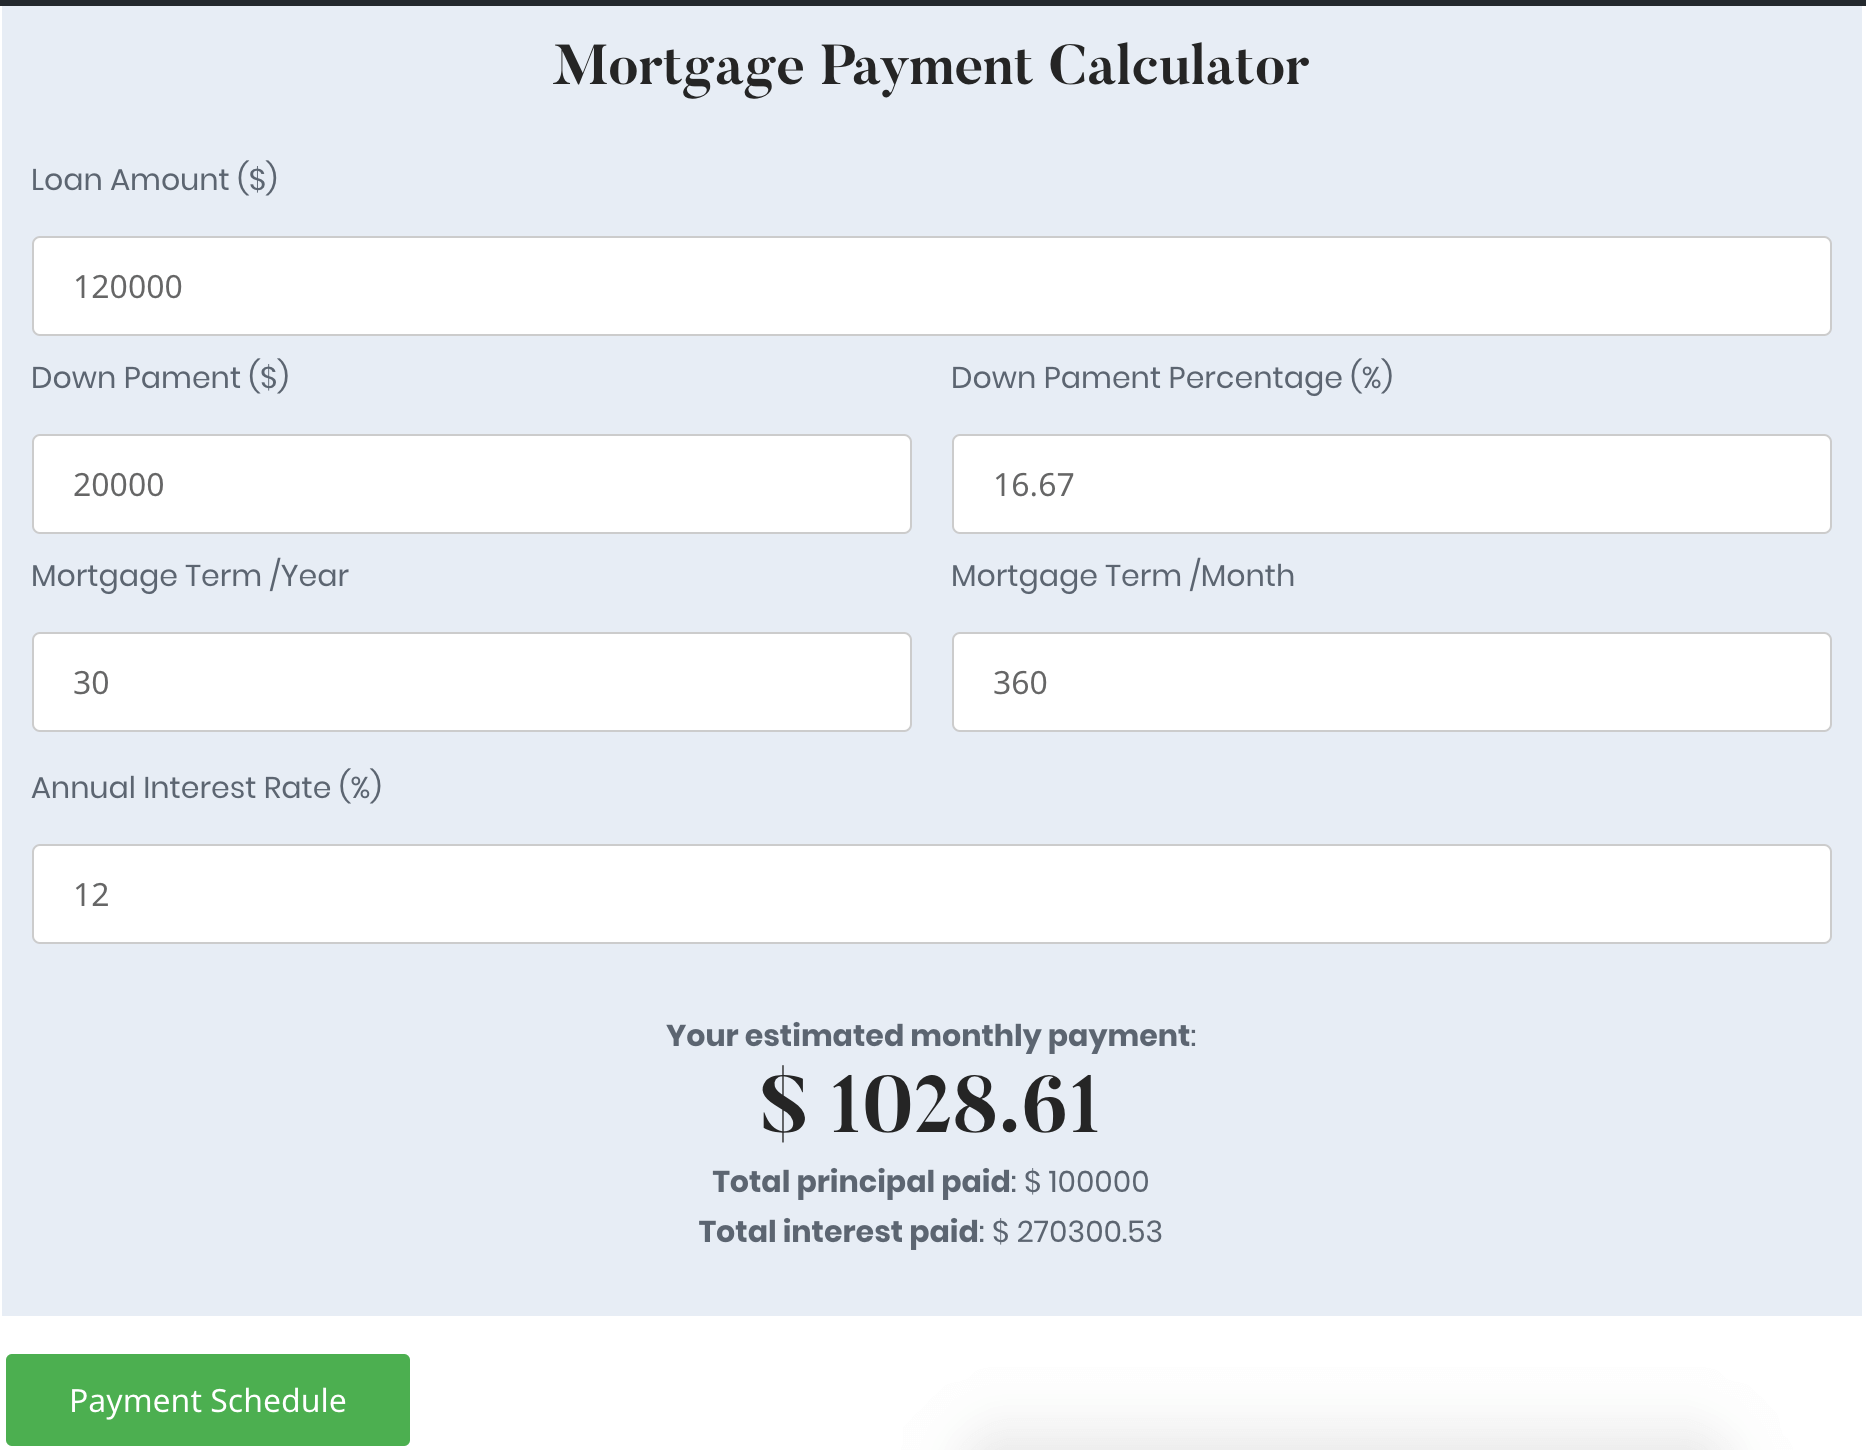 Mortgage Payment Calculator
Loan Amount ($)
120000
Down Pament ($)
Down Pament Percentage (%)
20000
16.67
Mortgage Term /Year
Mortgage Term /Month
30
360
Annual Interest Rate (%)
12
Your estimated monthly payment:
$ 1028.61
Total principal paid: $ 100000
Total interest paid: $ 270300.53
Payment Schedule